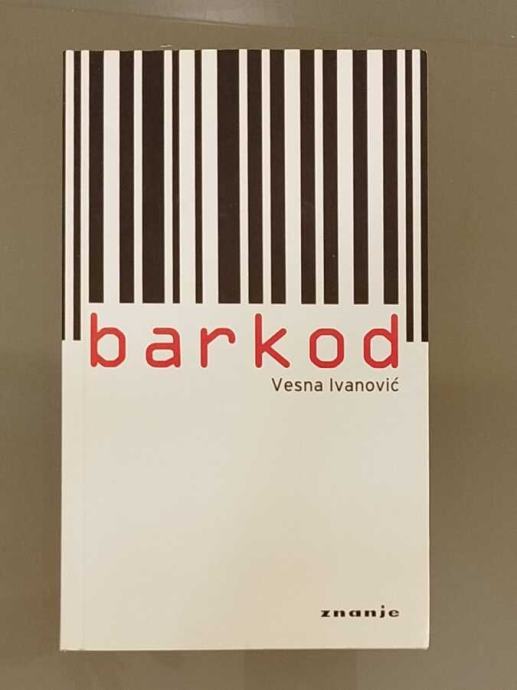 barkod
Vesna Ivanović
znanje